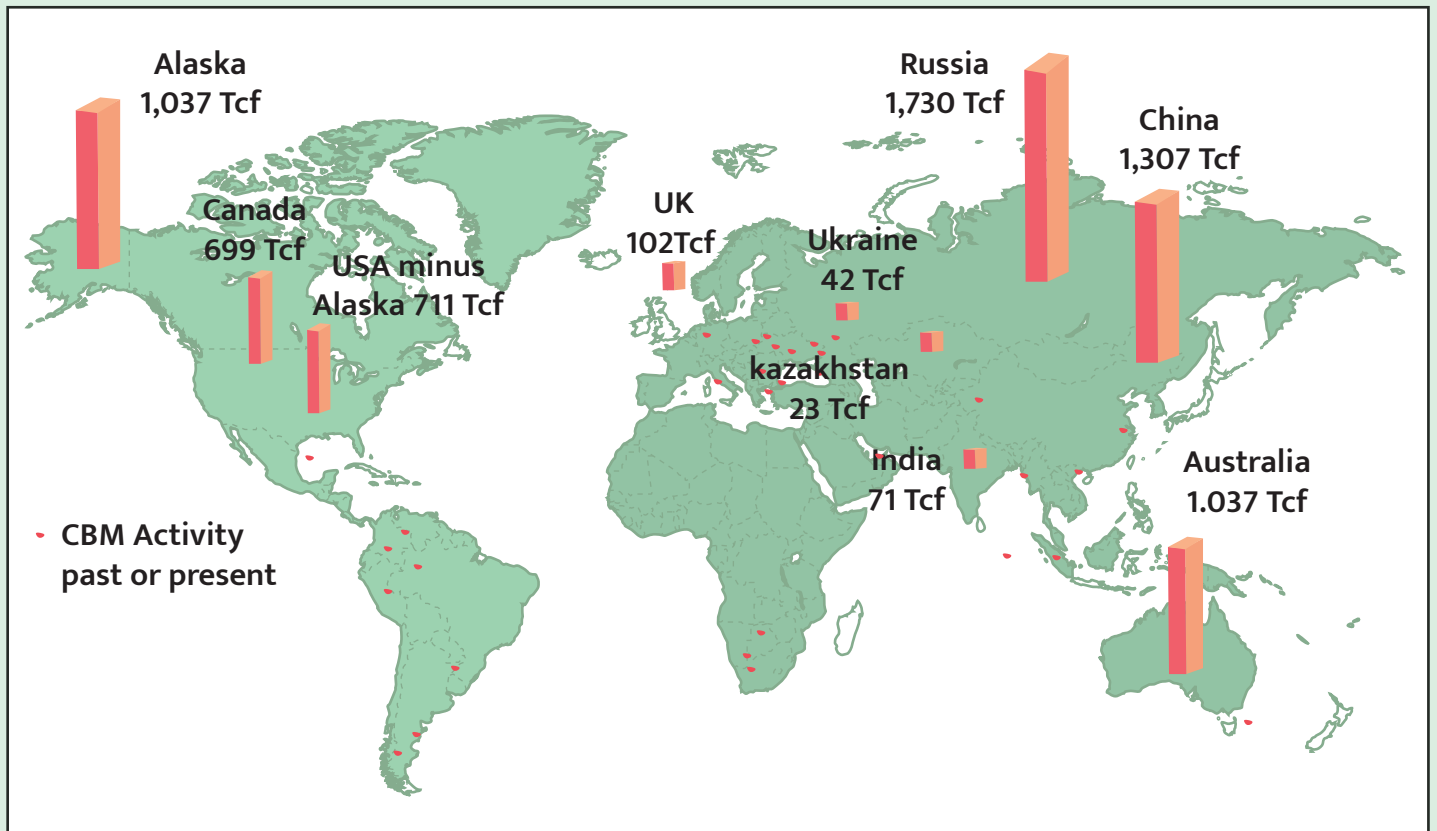 Alaska
1,037 Tcf
Russia
1,730 Tcf
China
1,307 Tcf
Canada
699 Tcf
USA minus
Alaska 711 Tcf
UK
102Tcf
Ukraine
42 Tcf
kazakhstan
23 Tcf
India
71 Tcf
Australia
1.037 Tcf
CBM Activity
past or present